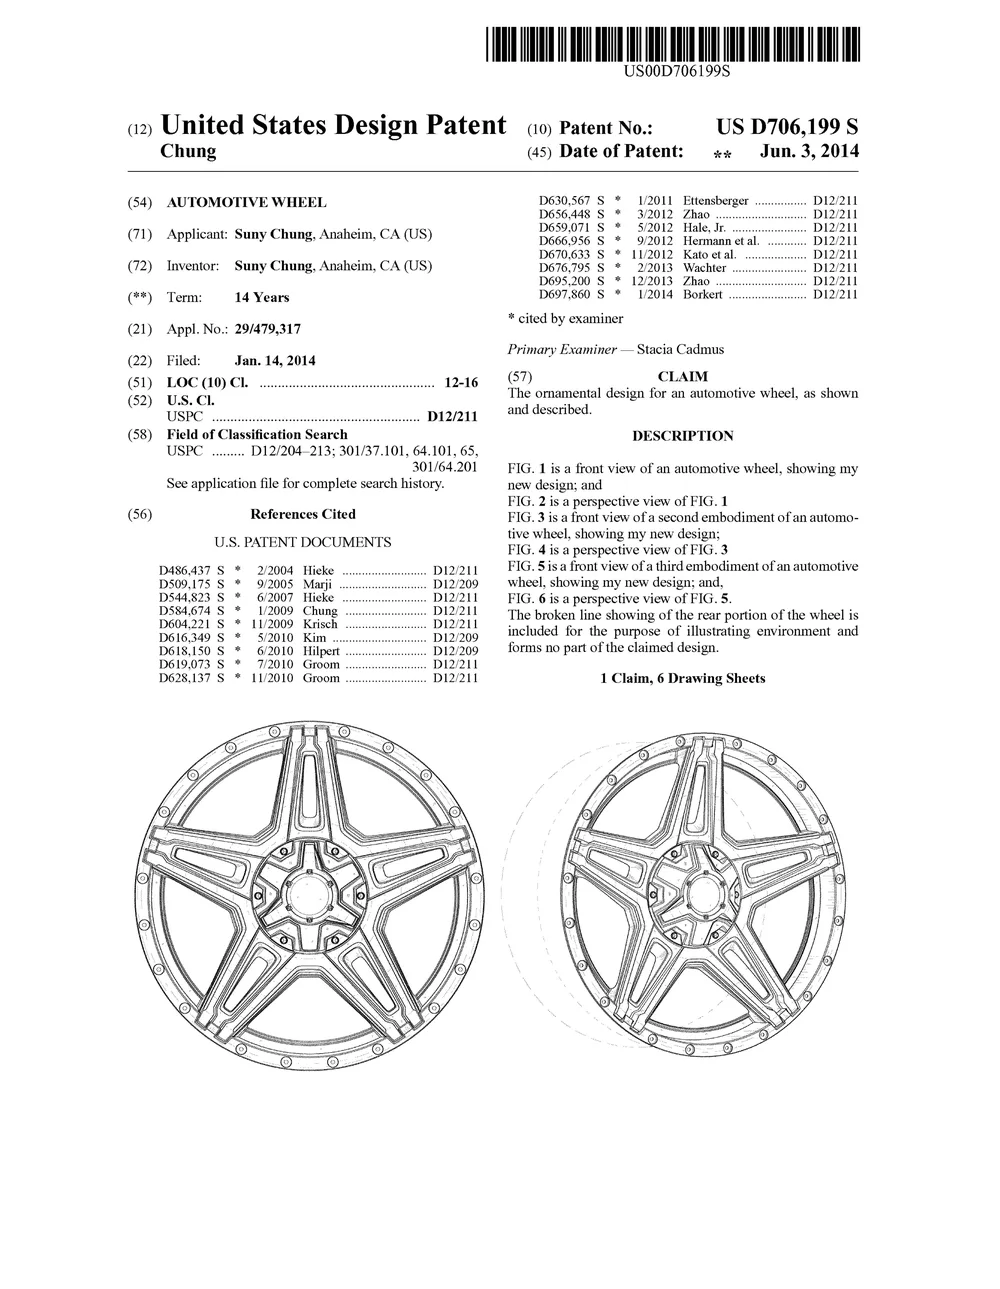 US00D706199S
(12) United States Design Patent
Chung
(10) Patent No.: US D706,199 S
(45) Date of Patent: ** Jun. 3, 2014
(54) AUTOMOTIVE WHEEL
(71) Applicant: Suny Chung, Anaheim, CA (US)
(72) Inventor: Suny Chung, Anaheim, CA (US)
(**) Term: 14 Years
(21) Appl. No.: 29/479,317
(22) Filed: Jan. 14, 2014
(51) LOC (10) Cl. ................................................ 12-16
(52) U.S. Cl.
USPC ......................................................... D12/211
(58) Field of Classification Search
USPC ......... D12/204–213; 301/37.101, 64.101, 65,
301/64.201
See application file for complete search history.
(56) References Cited
U.S. PATENT DOCUMENTS
D486,437 S * 2/2004 Hieke .......................... D12/211
D509,175 S * 9/2005 Marji ........................... D12/209
D544,823 S * 6/2007 Hieke .......................... D12/211
D584,674 S * 1/2009 Chung ......................... D12/211
D604,221 S * 11/2009 Krisch ......................... D12/211
D616,349 S * 5/2010 Kim ............................. D12/209
D618,150 S * 6/2010 Hilpert ......................... D12/209
D619,073 S * 7/2010 Groom ......................... D12/211
D628,137 S * 11/2010 Groom ......................... D12/211
D630,567 S * 1/2011 Ettensberger ................ D12/211
D656,448 S * 3/2012 Zhao ............................ D12/211
D659,071 S * 5/2012 Hale, Jr. ....................... D12/211
D666,956 S * 9/2012 Hermann et al. ............ D12/211
D670,633 S * 11/2012 Kato et al. ................... D12/211
D676,795 S * 2/2013 Wachter ....................... D12/211
D695,200 S * 12/2013 Zhao ............................ D12/211
D697,860 S * 1/2014 Borkert ........................ D12/211
* cited by examiner
Primary Examiner — Stacia Cadmus
(57) CLAIM
The ornamental design for an automotive wheel, as shown
and described.
DESCRIPTION
FIG. 1 is a front view of an automotive wheel, showing my
new design; and
FIG. 2 is a perspective view of FIG. 1
FIG. 3 is a front view of a second embodiment of an automo-
tive wheel, showing my new design;
FIG. 4 is a perspective view of FIG. 3
FIG. 5 is a front view of a third embodiment of an automotive
wheel, showing my new design; and,
FIG. 6 is a perspective view of FIG. 5.
The broken line showing of the rear portion of the wheel is
included for the purpose of illustrating environment and
forms no part of the claimed design.
1 Claim, 6 Drawing Sheets